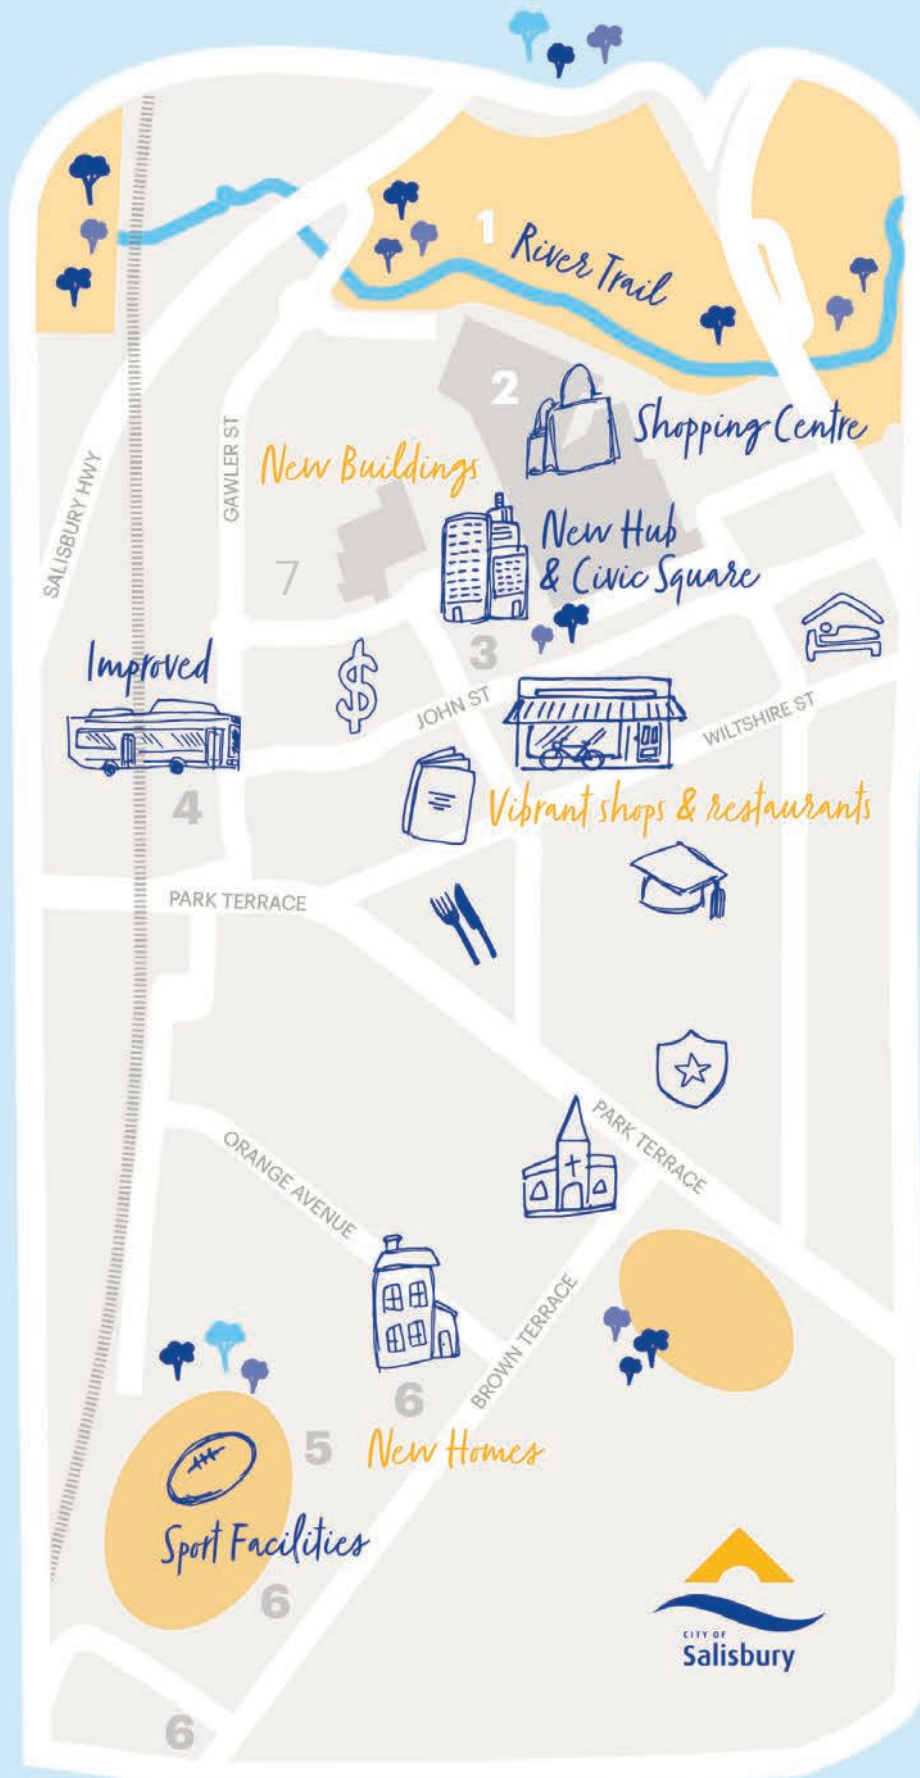 1
River Trail
2
Shopping Centre
SALISBURY HWY
GAWLER ST
New Buildings
New Hub
& Civic Square
7
3
Improved
$
JOHN ST
WILTSHIRE ST
4
Vibrant shops & restaurants
PARK TERRACE
PARK TERRACE
ORANGE AVENUE
BROWN TERRACE
6
5
New Homes
Sport Facilities
6
CITY OF
Salisbury
6